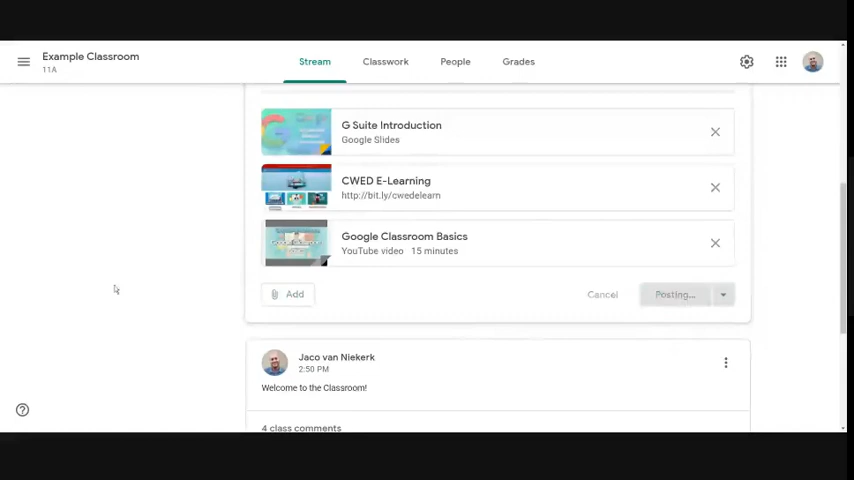 Example Classroom
11A
Stream
Classwork
People
Grades
G Suite Introduction
Google Slides
CWED E-Learning
http://bit.ly/cwedelearn
Google Classroom Basics
YouTube video 15 minutes
Add
Cancel
Posting...
Jaco van Niekerk
2:50 PM
Welcome to the Classroom!
4 class comments